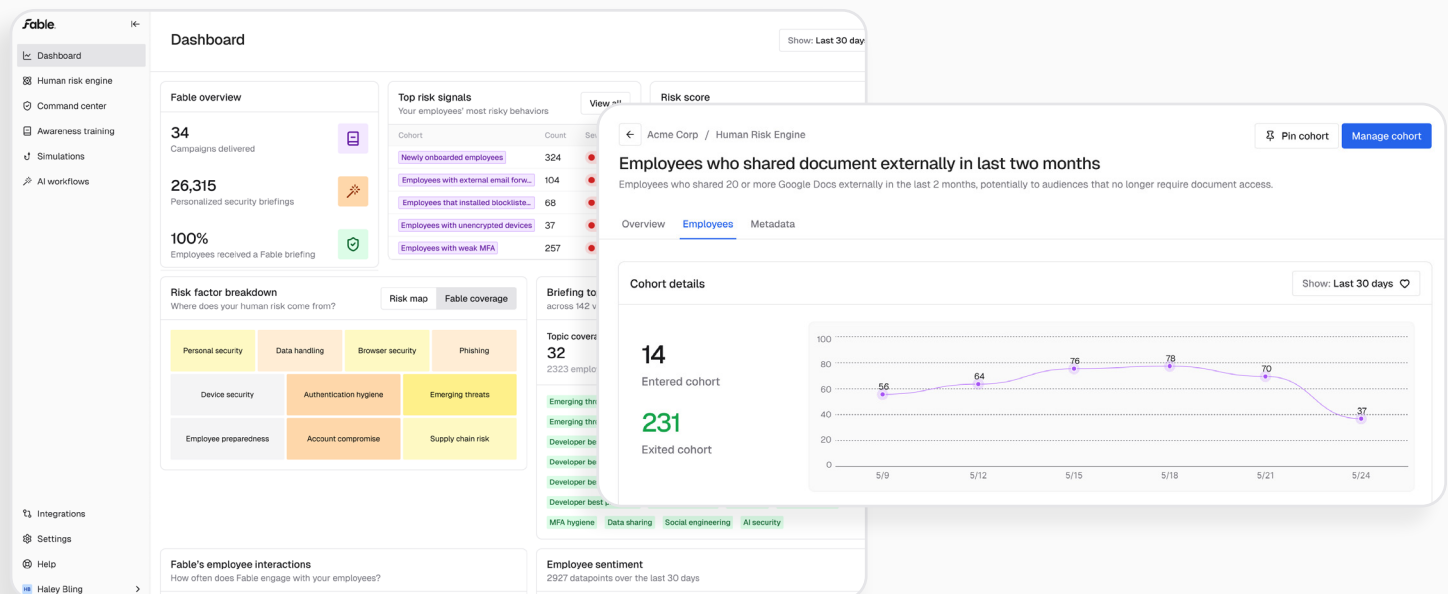 Fable
Dashboard
Human risk engine
Command center
Awareness training
Simulations
AI workflows
Integrations
Settings
Help
HB Haley Bling
Dashboard
Show: Last 30 day
Fable overview
34
Campaigns delivered
26,315
Personalized security briefings
100%
Employees received a Fable briefing
Top risk signals
Your employees' most risky behaviors
View all
Cohort Count Se
Newly onboarded employees 324
Employees with external email forw... 104
Employees that installed blockliste... 68
Employees with unencrypted devices 37
Employees with weak MFA 257
Risk score
Risk factor breakdown
Where does your human risk come from?
Risk map Fable coverage
Personal security Data handling Browser security Phishing
Device security Authentication hygiene Emerging threats
Employee preparedness Account compromise Supply chain risk
Briefing to
across 142 v
Topic covera
32
2323 emplo
Emerging thr
Emerging thr
Developer be
Developer be
Developer be
Developer best p
MFA hygiene Data sharing Social engineering AI security
Fable's employee interactions
How often does Fable engage with your employees?
Employee sentiment
2927 datapoints over the last 30 days
Acme Corp / Human Risk Engine
Pin cohort Manage cohort
Employees who shared document externally in last two months
Employees who shared 20 or more Google Docs externally in the last 2 months, potentially to audiences that no longer require document access.
Overview Employees Metadata
Cohort details
Show: Last 30 days
14
Entered cohort
231
Exited cohort
100
80
60
40
20
0
56 64 76 78 70 37
5/9 5/12 5/15 5/18 5/21 5/24